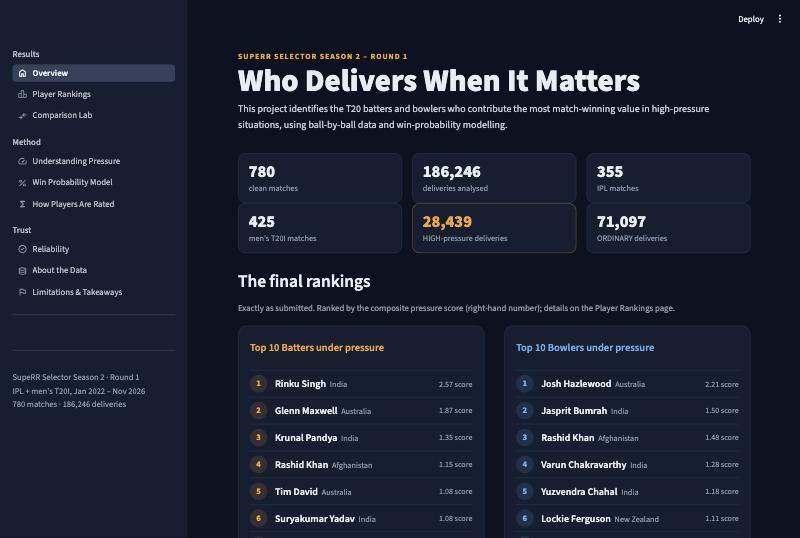 Deploy
Results
Overview
Player Rankings
Comparison Lab
Method
Understanding Pressure
Win Probability Model
How Players Are Rated
Trust
Reliability
About the Data
Limitations & Takeaways
SupeRR Selector Season 2 · Round 1
IPL + men's T20I, Jan 2022 – Nov 2026
780 matches · 186,246 deliveries
SUPERR SELECTOR SEASON 2 – ROUND 1
Who Delivers When It Matters
This project identifies the T20 batters and bowlers who contribute the most match-winning value in high-pressure
situations, using ball-by-ball data and win-probability modelling.
780
clean matches
186,246
deliveries analysed
355
IPL matches
425
men's T20I matches
28,439
HIGH-pressure deliveries
71,097
ORDINARY deliveries
The final rankings
Exactly as submitted. Ranked by the composite pressure score (right-hand number); details on the Player Rankings page.
Top 10 Batters under pressure
1 Rinku Singh India 2.57 score
2 Glenn Maxwell Australia 1.87 score
3 Krunal Pandya India 1.35 score
4 Rashid Khan Afghanistan 1.15 score
5 Tim David Australia 1.08 score
6 Suryakumar Yadav India 1.08 score
Top 10 Bowlers under pressure
1 Josh Hazlewood Australia 2.21 score
2 Jasprit Bumrah India 1.50 score
3 Rashid Khan Afghanistan 1.48 score
4 Varun Chakravarthy India 1.28 score
5 Yuzvendra Chahal India 1.18 score
6 Lockie Ferguson New Zealand 1.11 score